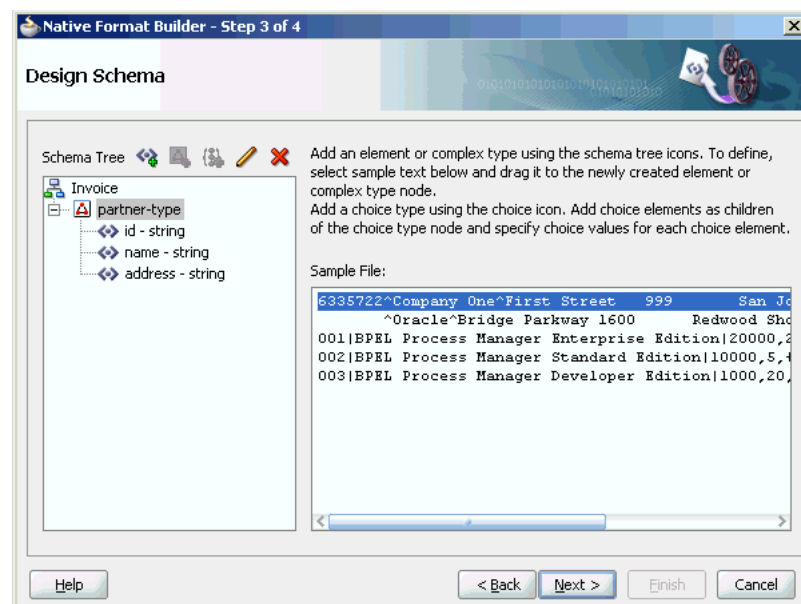 Native Format Builder - Step 3 of 4
Design Schema
Schema Tree
Invoice
partner-type
id - string
name - string
address - string
Add an element or complex type using the schema tree icons. To define,
select sample text below and drag it to the newly created element or
complex type node.
Add a choice type using the choice icon. Add choice elements as children
of the choice type node and specify choice values for each choice element.
Sample File:
6335722^Company One^First Street 999 San Jo
^Oracle^Bridge Parkway 1600 Redwood Sho
001|BPEL Process Manager Enterprise Edition|20000,2
002|BPEL Process Manager Standard Edition|10000,5,
003|BPEL Process Manager Developer Edition|1000,20,
Help
< Back
Next >
Finish
Cancel